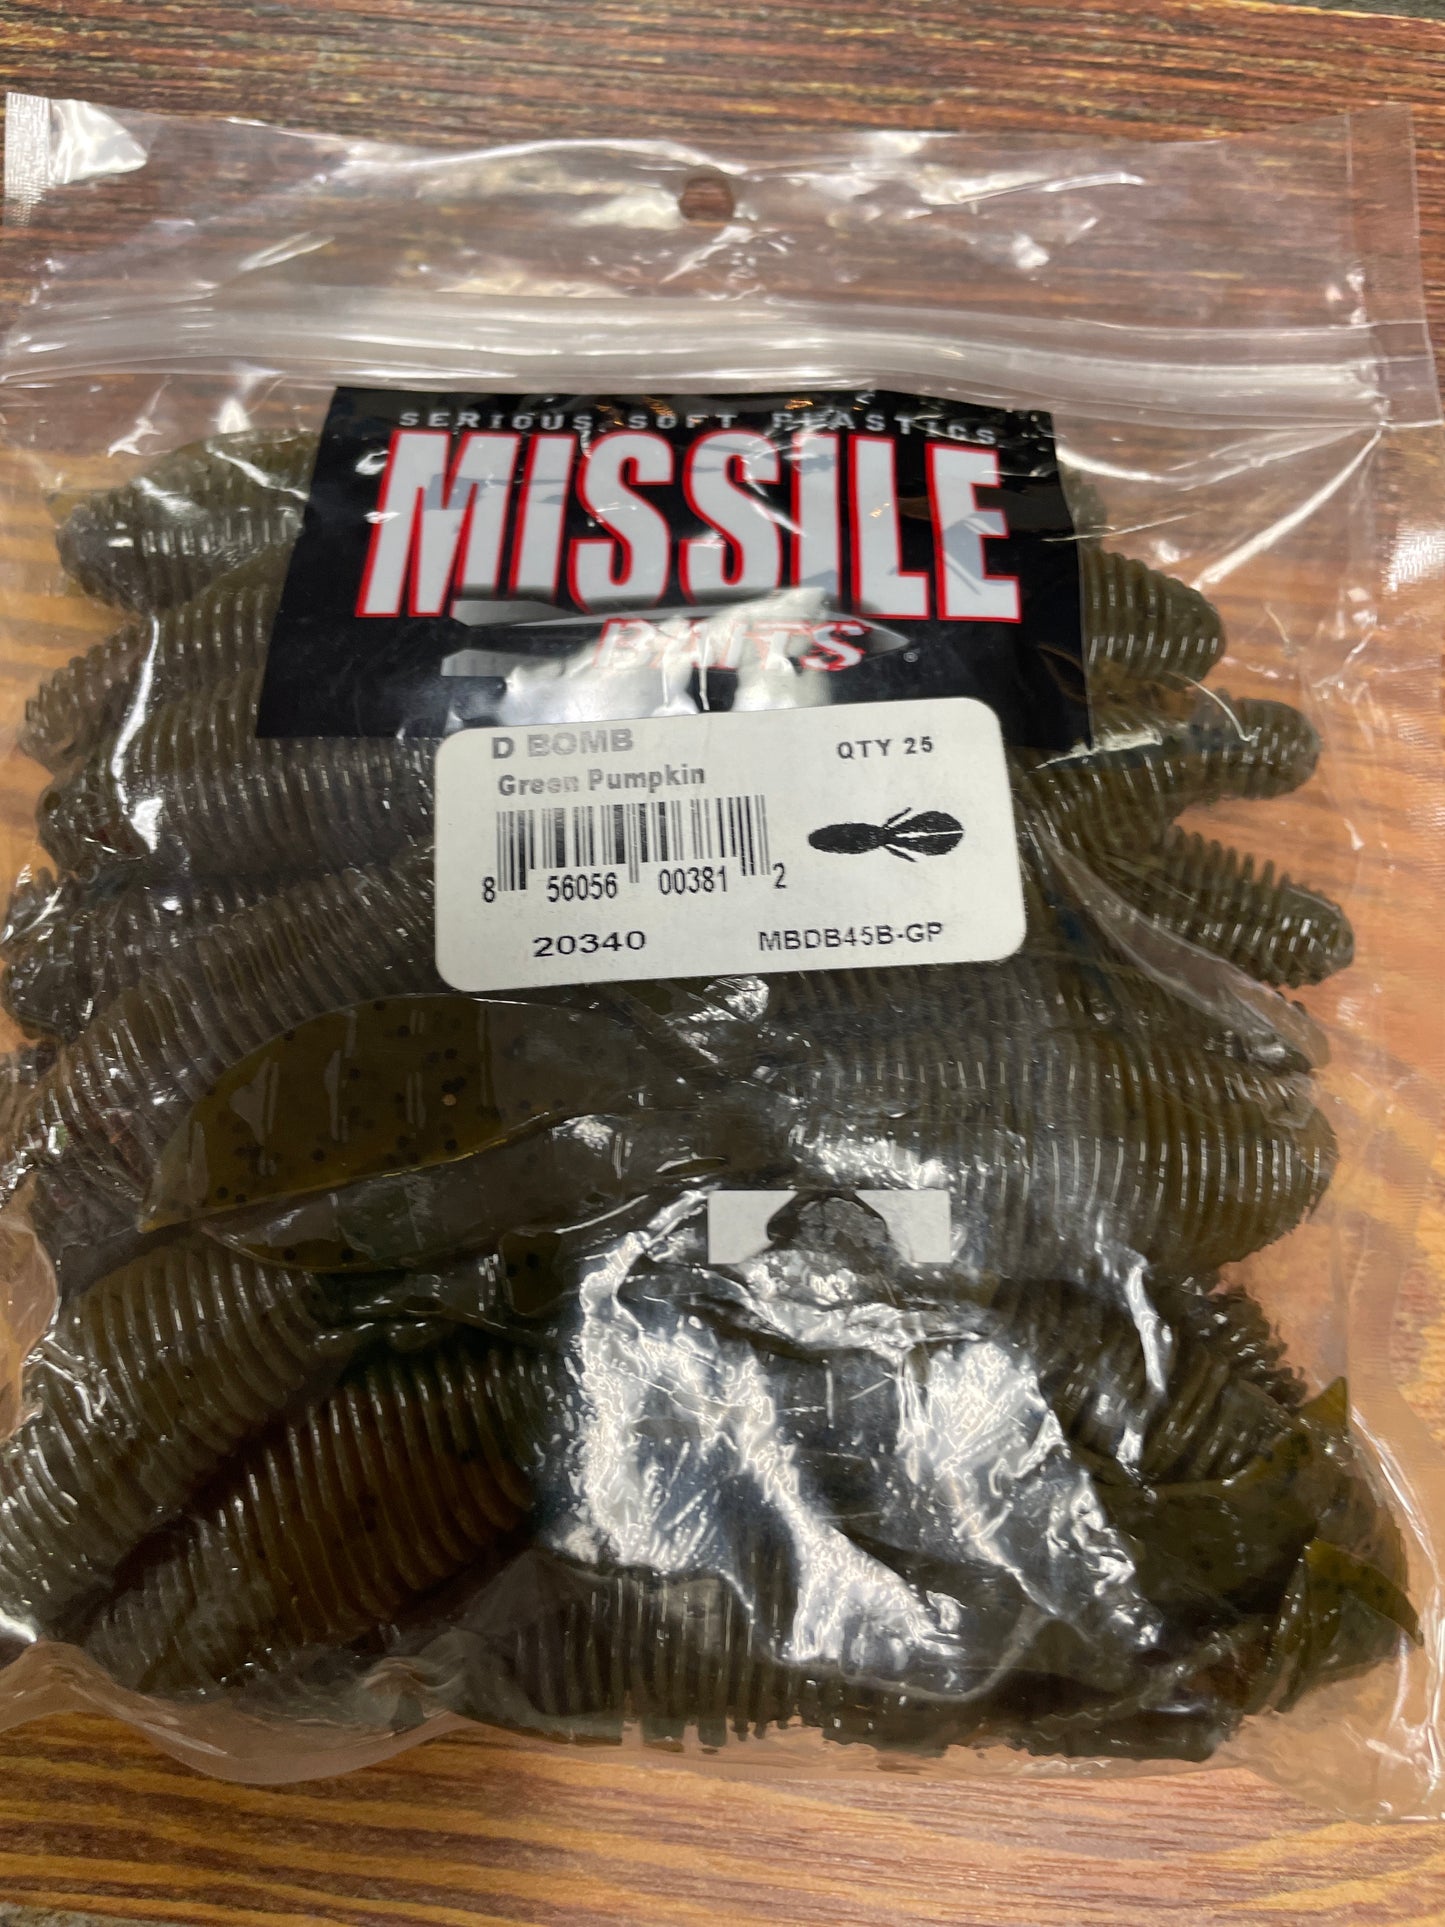 SERIOUS SOFT PLASTICS
MISSILE
BAITS
D BOMB
QTY 25
Green Pumpkin
8 56056 00381 2
20340
MBDB45B-GP